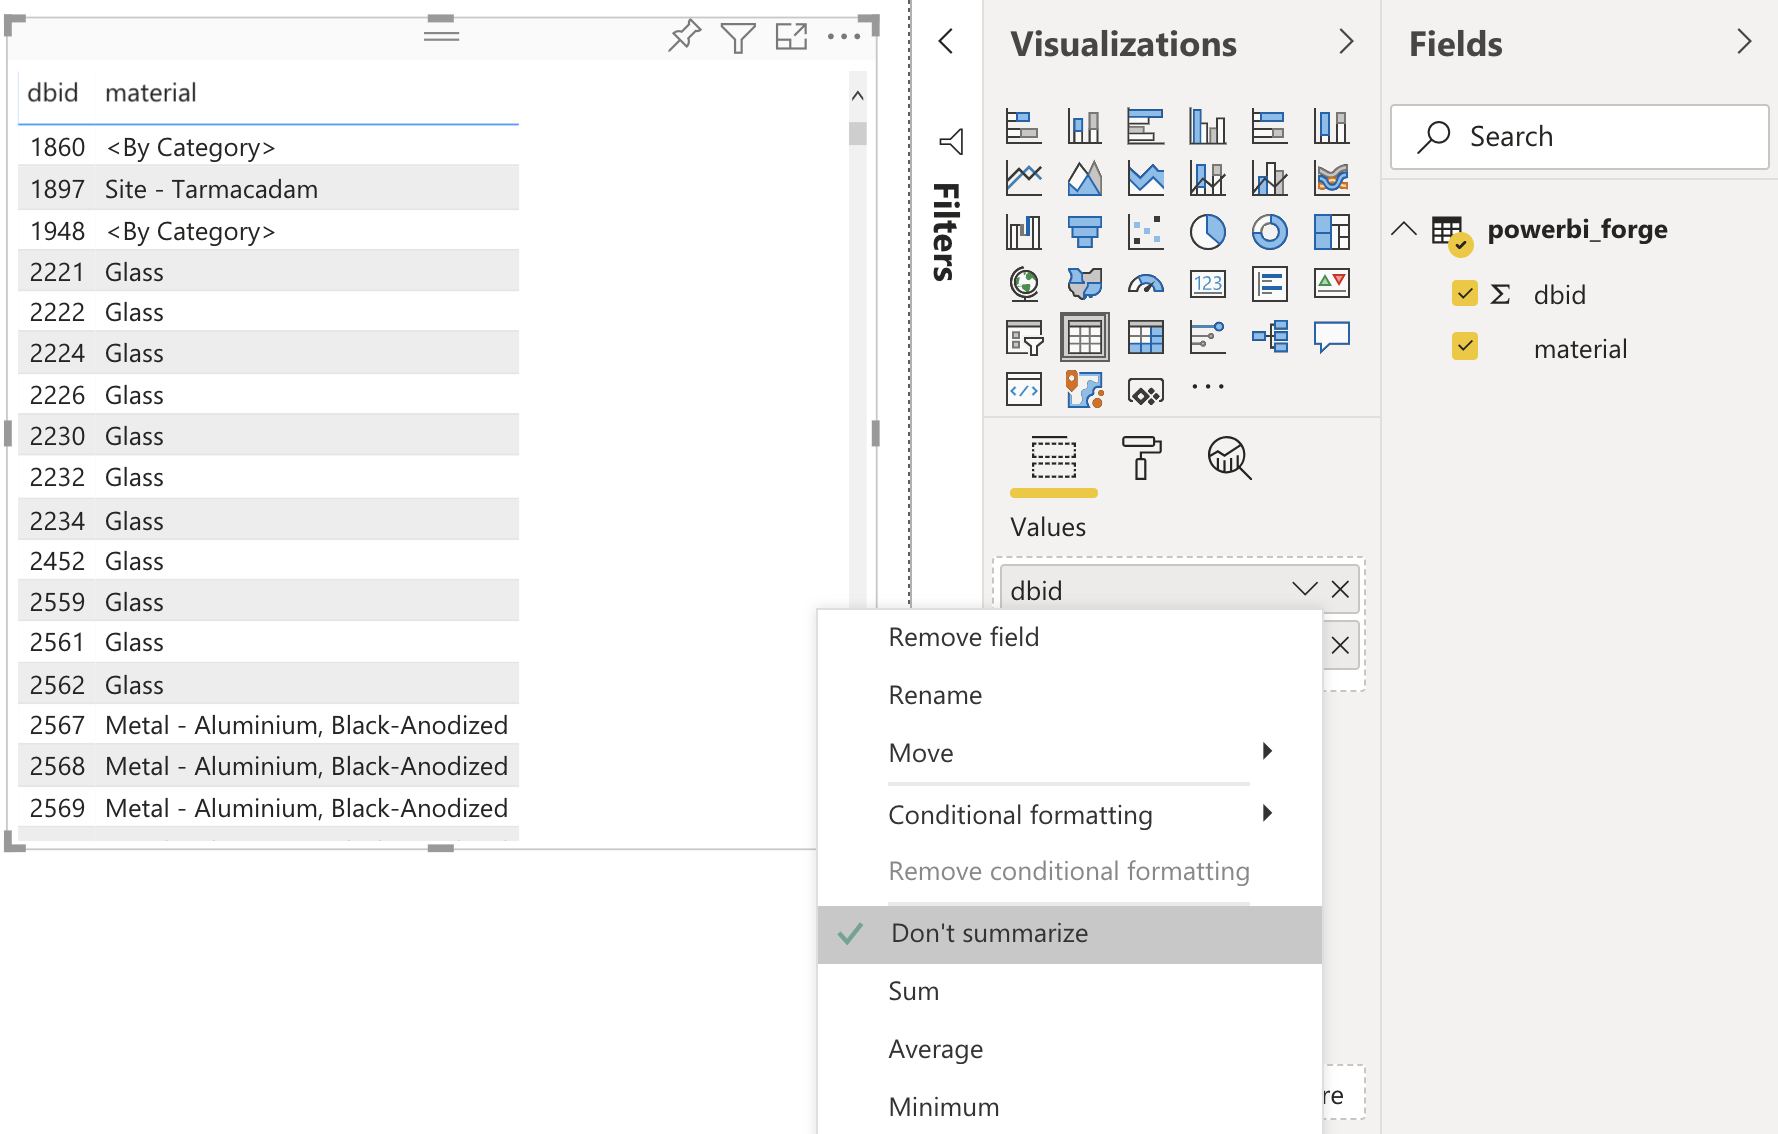 dbid material
1860 <By Category>
1897 Site - Tarmacadam
1948 <By Category>
2221 Glass
2222 Glass
2224 Glass
2226 Glass
2230 Glass
2232 Glass
2234 Glass
2452 Glass
2559 Glass
2561 Glass
2562 Glass
2567 Metal - Aluminium, Black-Anodized
2568 Metal - Aluminium, Black-Anodized
2569 Metal - Aluminium, Black-Anodized
Filters
Visualizations
123
Values
dbid
Remove field
Rename
Move
Conditional formatting
Remove conditional formatting
Don't summarize
Sum
Average
Minimum
re
Fields
Search
powerbi_forge
Σ dbid
material